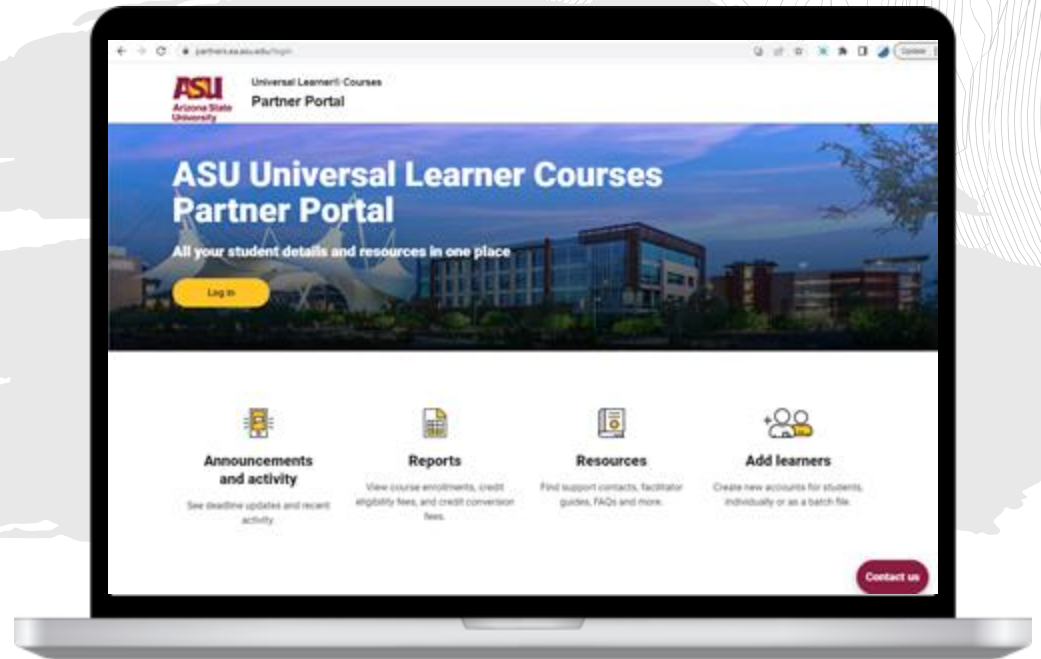 partners.ea.asu.edu/login
Update
ASU
Arizona State
University
Universal Learner® Courses
Partner Portal
ASU Universal Learner Courses
Partner Portal
All your student details and resources in one place
Log in
Announcements
and activity
See deadline updates and recent
activity.
Reports
View course enrollments, credit
eligibility fees, and credit conversion
fees.
Resources
Find support contacts, facilitator
guides, FAQs and more.
Add learners
Create new accounts for students,
individually or as a batch file.
Contact us